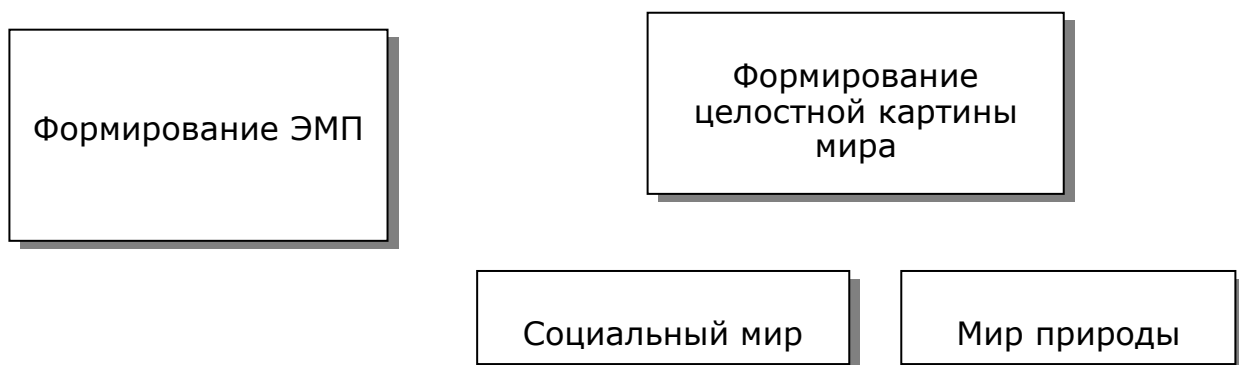 Формирование ЭМП
Формирование
целостной картины
мира
Социальный мир
Мир природы